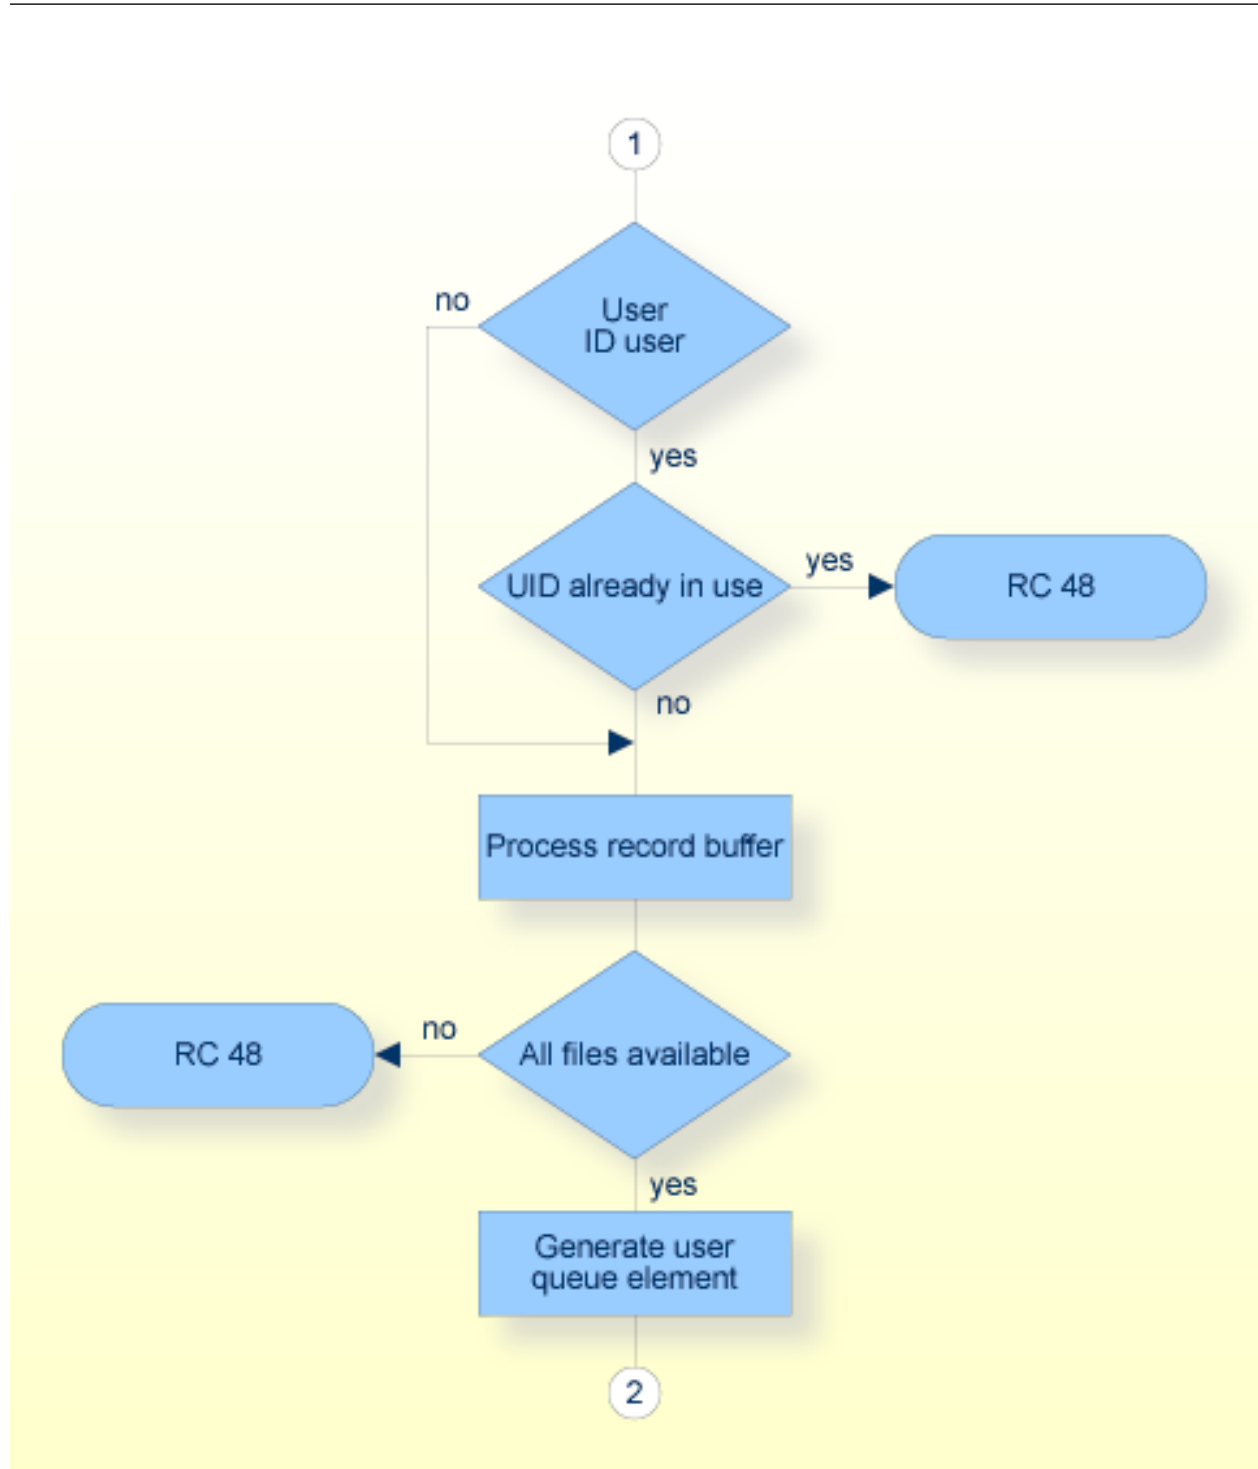 1
no
User
ID user
yes
UID already in use
yes
RC 48
no
Process record buffer
RC 48
no
All files available
yes
Generate user
queue element
2